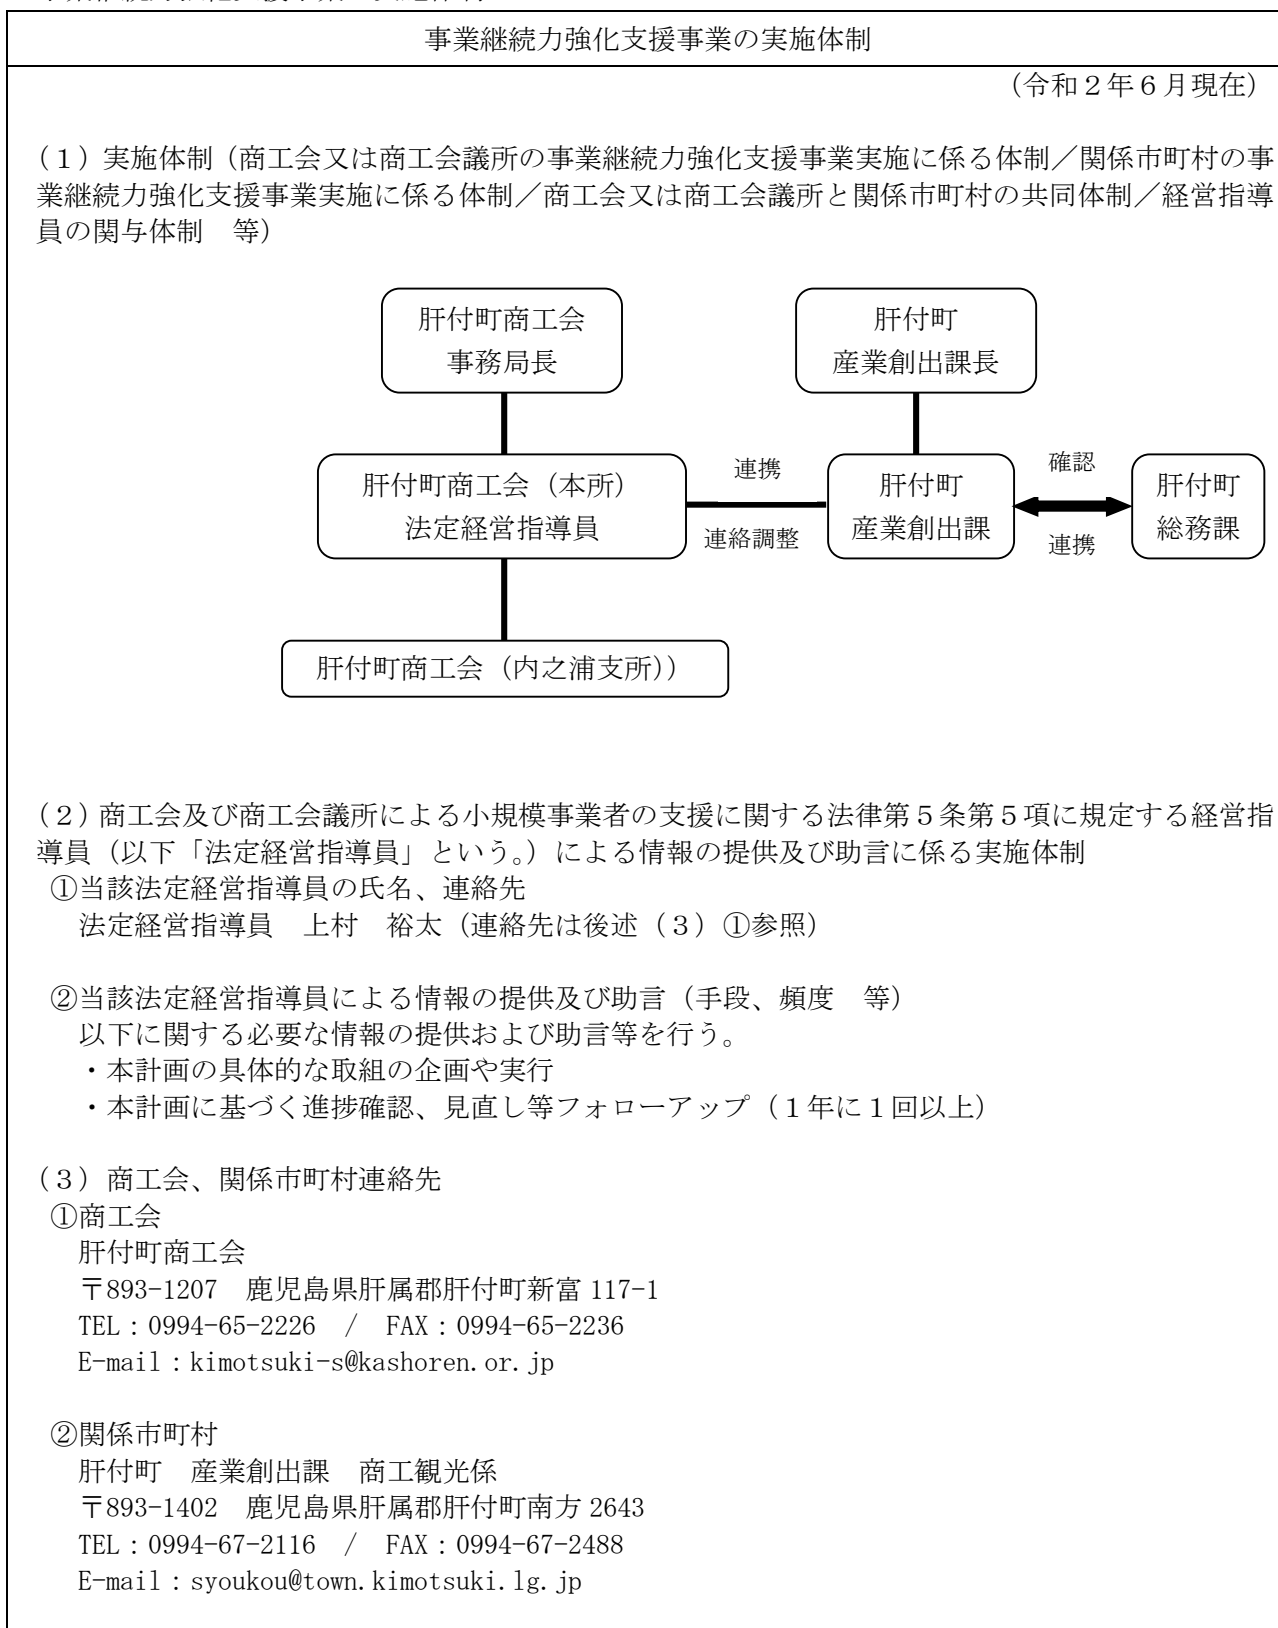 事業継続力強化支援事業の実施体制
（令和２年６月現在）
（１）実施体制（商工会又は商工会議所の事業継続力強化支援事業実施に係る体制／関係市町村の事
業継続力強化支援事業実施に係る体制／商工会又は商工会議所と関係市町村の共同体制／経営指導
員の関与体制　等）
肝付町商工会
事務局長
肝付町
産業創出課長
肝付町商工会（本所）
法定経営指導員
連携
連絡調整
肝付町
産業創出課
確認
連携
肝付町
総務課
肝付町商工会（内之浦支所））
（２）商工会及び商工会議所による小規模事業者の支援に関する法律第５条第５項に規定する経営指
導員（以下「法定経営指導員」という。）による情報の提供及び助言に係る実施体制
①当該法定経営指導員の氏名、連絡先
法定経営指導員　上村　裕太（連絡先は後述（３）①参照）
②当該法定経営指導員による情報の提供及び助言（手段、頻度　等）
以下に関する必要な情報の提供および助言等を行う。
・本計画の具体的な取組の企画や実行
・本計画に基づく進捗確認、見直し等フォローアップ（１年に１回以上）
（３）商工会、関係市町村連絡先
①商工会
肝付町商工会
〒893-1207　鹿児島県肝属郡肝付町新富 117-1
TEL：0994-65-2226　/　FAX：0994-65-2236
E-mail：kimotsuki-s@kashoren.or.jp
②関係市町村
肝付町　産業創出課　商工観光係
〒893-1402　鹿児島県肝属郡肝付町南方 2643
TEL：0994-67-2116　/　FAX：0994-67-2488
E-mail：syoukou@town.kimotsuki.lg.jp